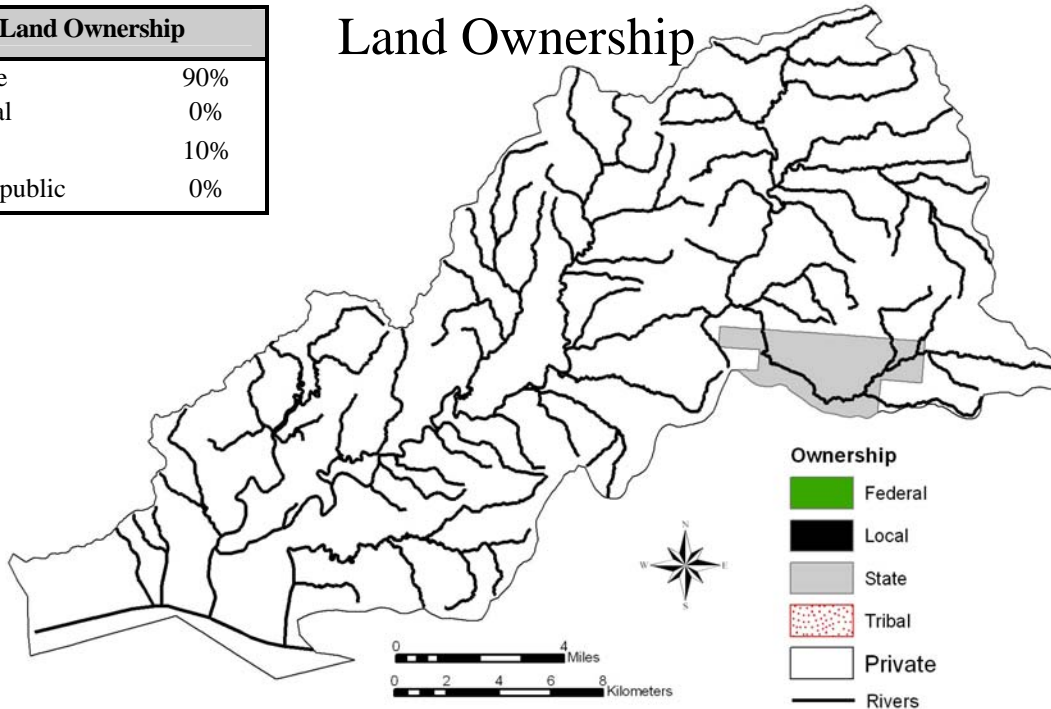 Land Ownership
Land Ownership
90%
0%
10%
public 0%
Ownership
Federal
Local
State
Tribal
Private
Rivers
N
W E
S
0 4
Miles
0 2 4 6 8
Kilometers